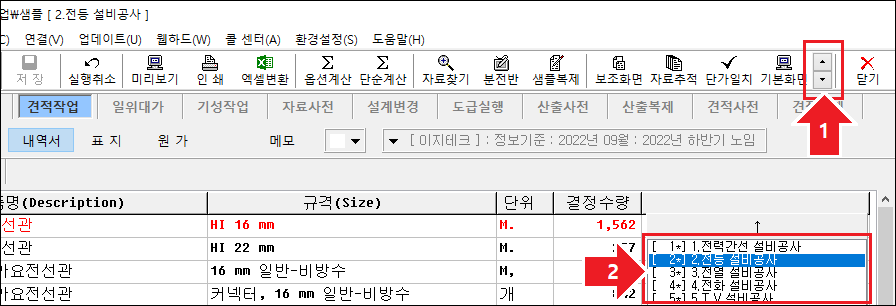 업₩샘플 [ 2.전등 설비공사 ]
C) 연결(V) 업데이트(U) 웹하드(W) 콜 센터(A) 환경설정(S) 도움말(H)
저 장 실행취소 미리보기 인 쇄 엑셀변환 옵션계산 단순계산 자료찾기 분전반 샘플복제 보조화면 자료추적 단가일치 기본화면 닫기
견적작업 일위대가 기성작업 자료사전 설계변경 도급실행 산출사전 산출복제 견적사전
내역서 표 지 원 가 메모 [ 이지테크 ] : 정보기준 : 2022년 09월 : 2022년 하반기 노임
1
품명(Description) 규격(Size) 단위 결정수량
선관 HI 16 mm M. 1,562 ↑
선관 HI 22 mm M.
가요전선관 16 mm 일반-비방수 M,
가요전선관 커넥터, 16 mm 일반-비방수 개
2
[ 1*] 1.전력간선 설비공사
[ 2*] 2.전등 설비공사
[ 3*] 3.전열 설비공사
[ 4*] 4.전화 설비공사
[ 5*] 5.T.V 설비공사